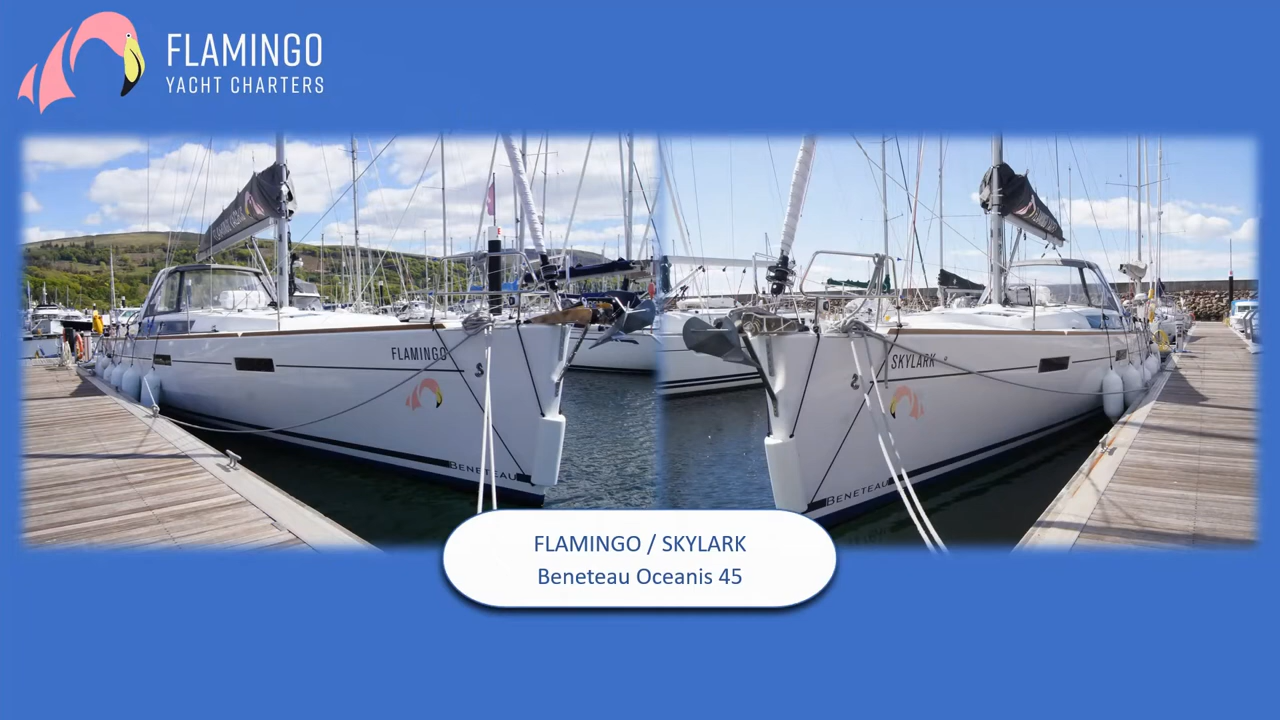 FLAMINGO
YACHT CHARTERS
FLAMINGO
BENETEAU
SKYLARK
BENETEAU
FLAMINGO / SKYLARK
Beneteau Oceanis 45